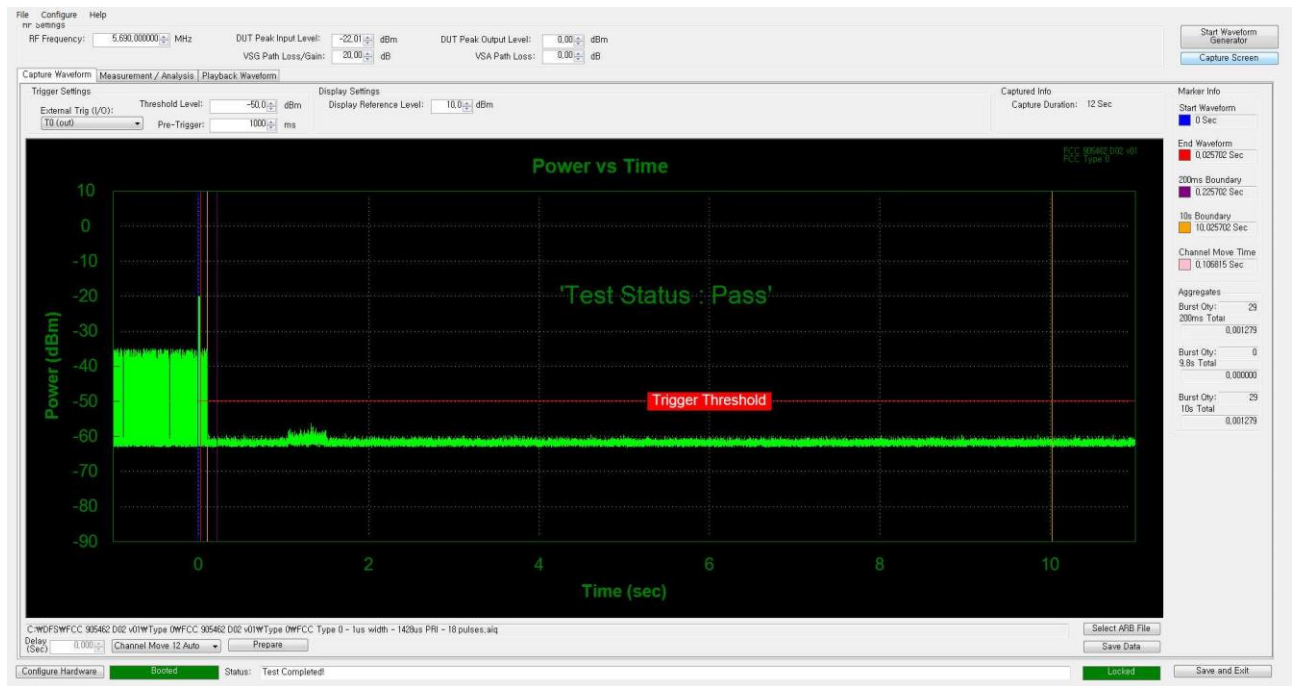 File Configure Help
RF Settings
RF Frequency: 5,690,000000 MHz DUT Peak Input Level: -22,01 dBm DUT Peak Output Level: 0,00 dBm
VSG Path Loss/Gain: 20,00 dB VSA Path Loss: 0,00 dB
Start Waveform Generator
Capture Screen
Capture Waveform Measurement / Analysis Playback Waveform
Trigger Settings
External Trig (I/O):
T0 (out)
Threshold Level: -50,0 dBm
Pre-Trigger: 1000 ms
Display Settings
Display Reference Level: 10,0 dBm
Captured Info
Capture Duration: 12 Sec
Marker Info
Start Waveform
0 Sec
End Waveform
0,025702 Sec
200ms Boundary
0,225702 Sec
10s Boundary
10,025702 Sec
Channel Move Time
0,106815 Sec
Aggregates
Burst Qty: 29
200ms Total
0,001279
Burst Qty: 0
9,8s Total
0,000000
Burst Qty: 29
10s Total
0,001279
FCC 905462 D02 v01
FCC Type 0
Power vs Time
'Test Status : Pass'
Trigger Threshold
Power (dBm)
10
0
-10
-20
-30
-40
-50
-60
-70
-80
-90
0 2 4 6 8 10
Time (sec)
C:₩DFS₩FCC 905462 D02 v01₩Type 0₩FCC 905462 D02 v01₩Type 0₩FCC Type 0 - 1us width - 1428us PRI - 18 pulses,aiq
Select ARB File
Delay (Sec) 0,000 Channel Move 12 Auto Prepare
Save Data
Configure Hardware Booted Status: Test Completed! Locked Save and Exit